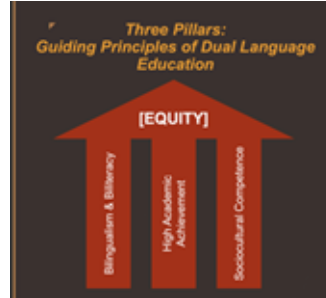 Three Pillars:
Guiding Principles of Dual Language
Education
[EQUITY]
Bilingualism & Biliteracy
High Academic
Achievement
Sociocultural Competence